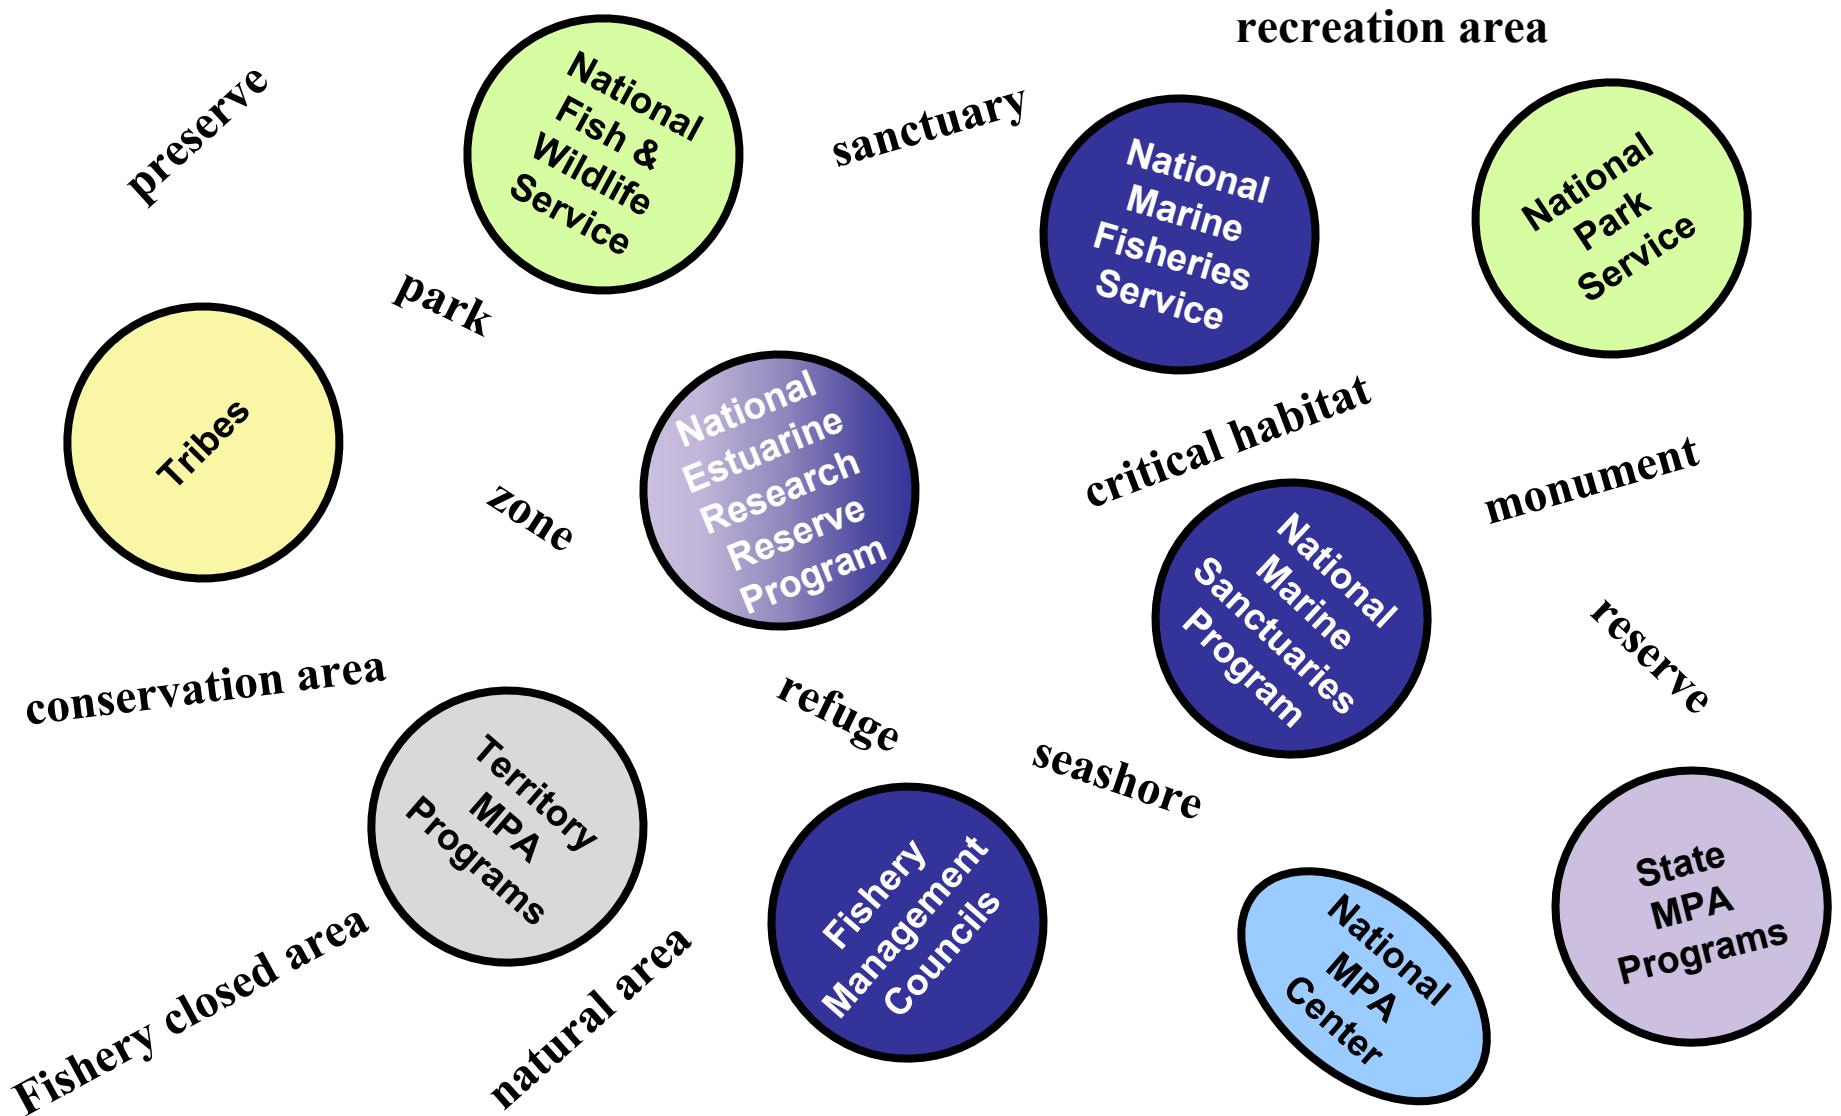 recreation area
preserve
National
Fish &
Wildlife
Service
sanctuary
National
Marine
Fisheries
Service
National
Park
Service
park
Tribes
National
Estuarine
Research
Reserve
Program
critical habitat
monument
zone
National
Marine
Sanctuaries
Program
reserve
conservation area
refuge
seashore
Territory
MPA
Programs
Fishery
Management
Councils
State
MPA
Programs
National
MPA
Center
Fishery closed area
natural area